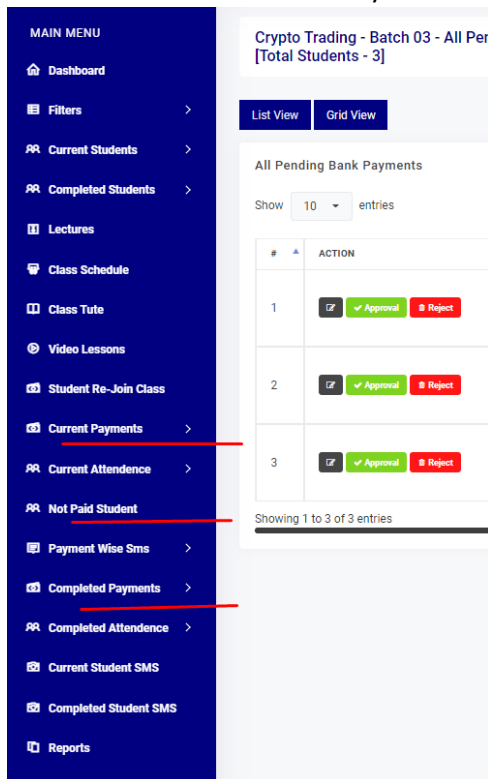 MAIN MENU
Dashboard
Filters
Current Students
Completed Students
Lectures
Class Schedule
Class Tute
Video Lessons
Student Re-Join Class
Current Payments
Current Attendence
Not Paid Student
Payment Wise Sms
Completed Payments
Completed Attendence
Current Student SMS
Completed Student SMS
Reports
Crypto Trading - Batch 03 - All Per
[Total Students - 3]
List View Grid View
All Pending Bank Payments
Show 10 entries
# ACTION
1 Approval Reject
2 Approval Reject
3 Approval Reject
Showing 1 to 3 of 3 entries